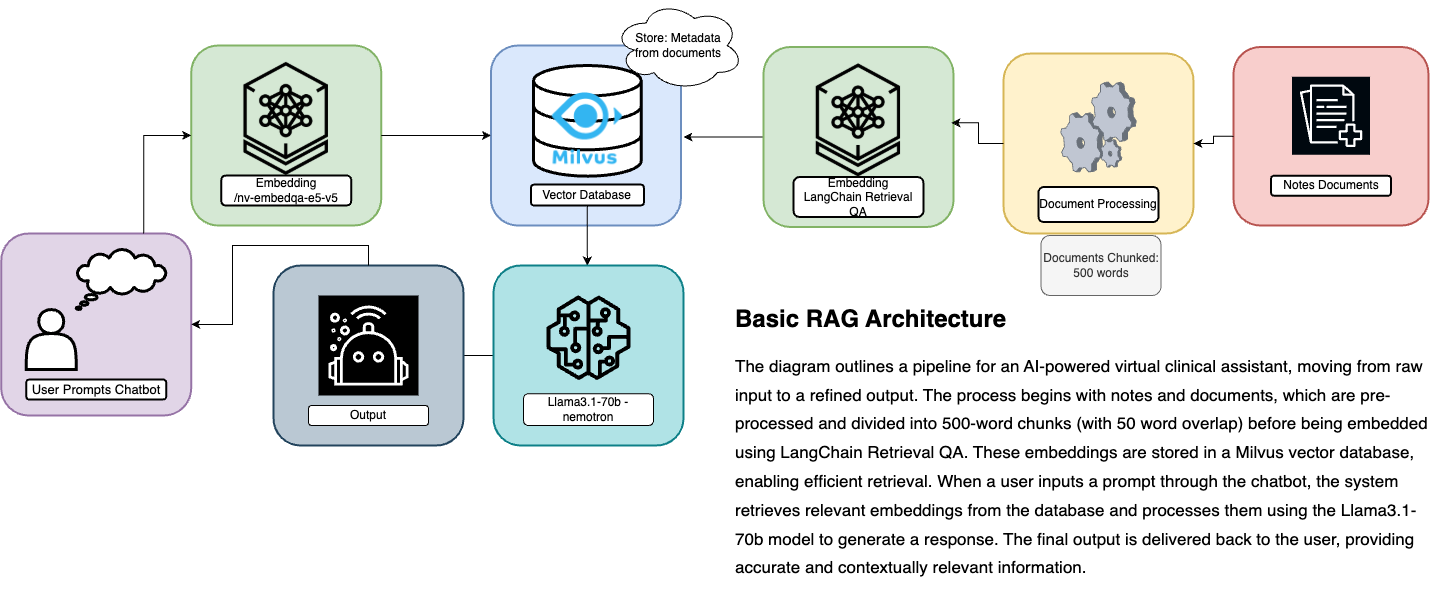 Store: Metadata
from documents
Milvus
Embedding
/nv-embedqa-e5-v5
Vector Database
Embedding
LangChain Retrieval
QA
Document Processing
Notes Documents
Documents Chunked:
500 words
User Prompts Chatbot
Output
Llama3.1-70b -
nemotron
Basic RAG Architecture
The diagram outlines a pipeline for an AI-powered virtual clinical assistant, moving from raw
input to a refined output. The process begins with notes and documents, which are pre-
processed and divided into 500-word chunks (with 50 word overlap) before being embedded
using LangChain Retrieval QA. These embeddings are stored in a Milvus vector database,
enabling efficient retrieval. When a user inputs a prompt through the chatbot, the system
retrieves relevant embeddings from the database and processes them using the Llama3.1-
70b model to generate a response. The final output is delivered back to the user, providing
accurate and contextually relevant information.